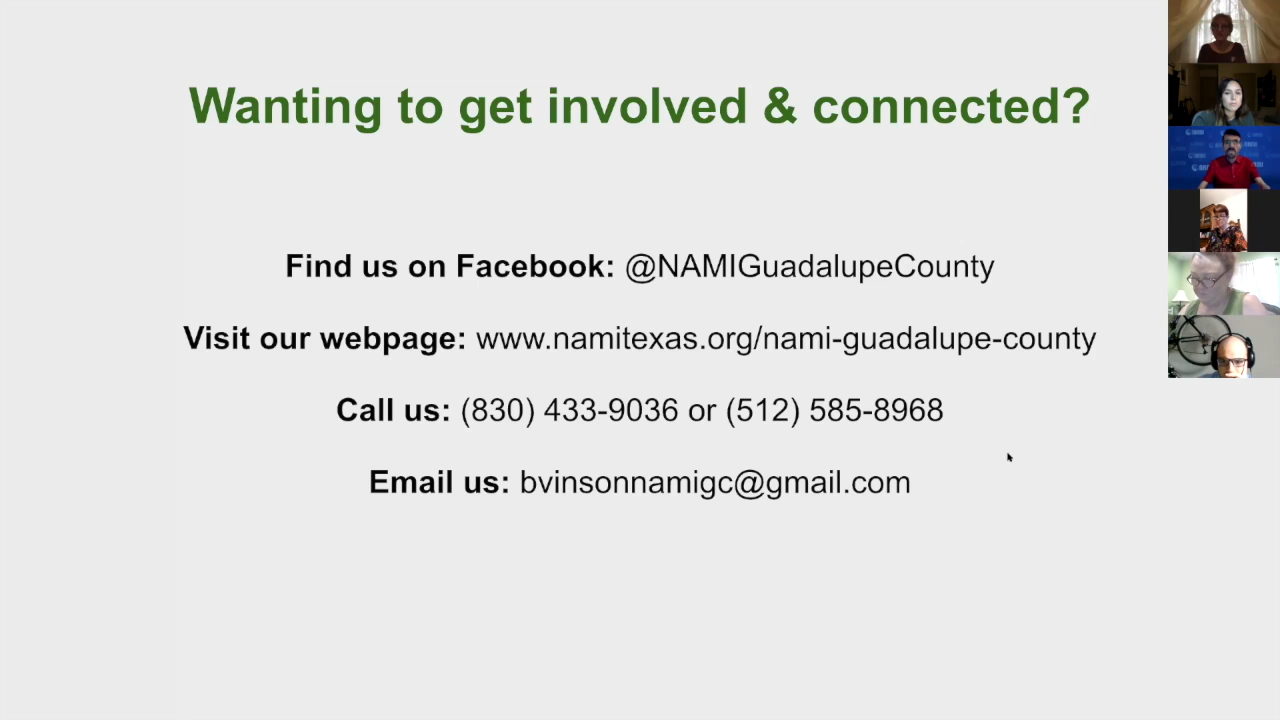 Wanting to get involved & connected?
Find us on Facebook: @NAMIGuadalupeCounty
Visit our webpage: www.namitexas.org/nami-guadalupe-county
Call us: (830) 433-9036 or (512) 585-8968
Email us: bvinsonnamigc@gmail.com